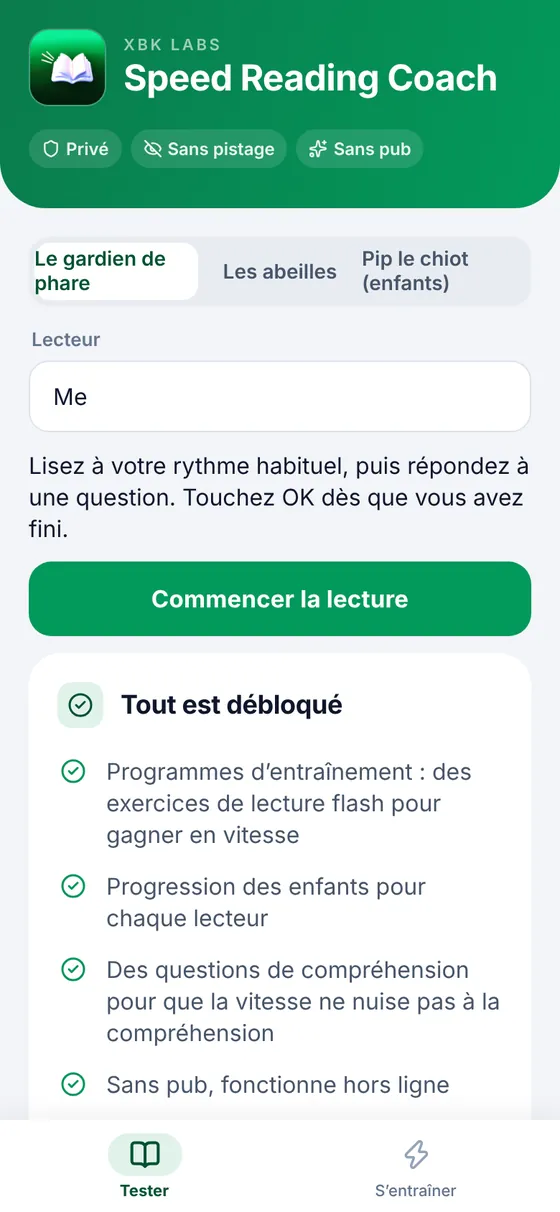 XBK LABS
Speed Reading Coach
Privé
Sans pistage
Sans pub
Le gardien de
phare
Les abeilles
Pip le chiot
(enfants)
Lecteur
Me
Lisez à votre rythme habituel, puis répondez à
une question. Touchez OK dès que vous avez
fini.
Commencer la lecture
Tout est débloqué
Programmes d’entraînement : des
exercices de lecture flash pour
gagner en vitesse
Progression des enfants pour
chaque lecteur
Des questions de compréhension
pour que la vitesse ne nuise pas à la
compréhension
Sans pub, fonctionne hors ligne
Tester
S’entraîner